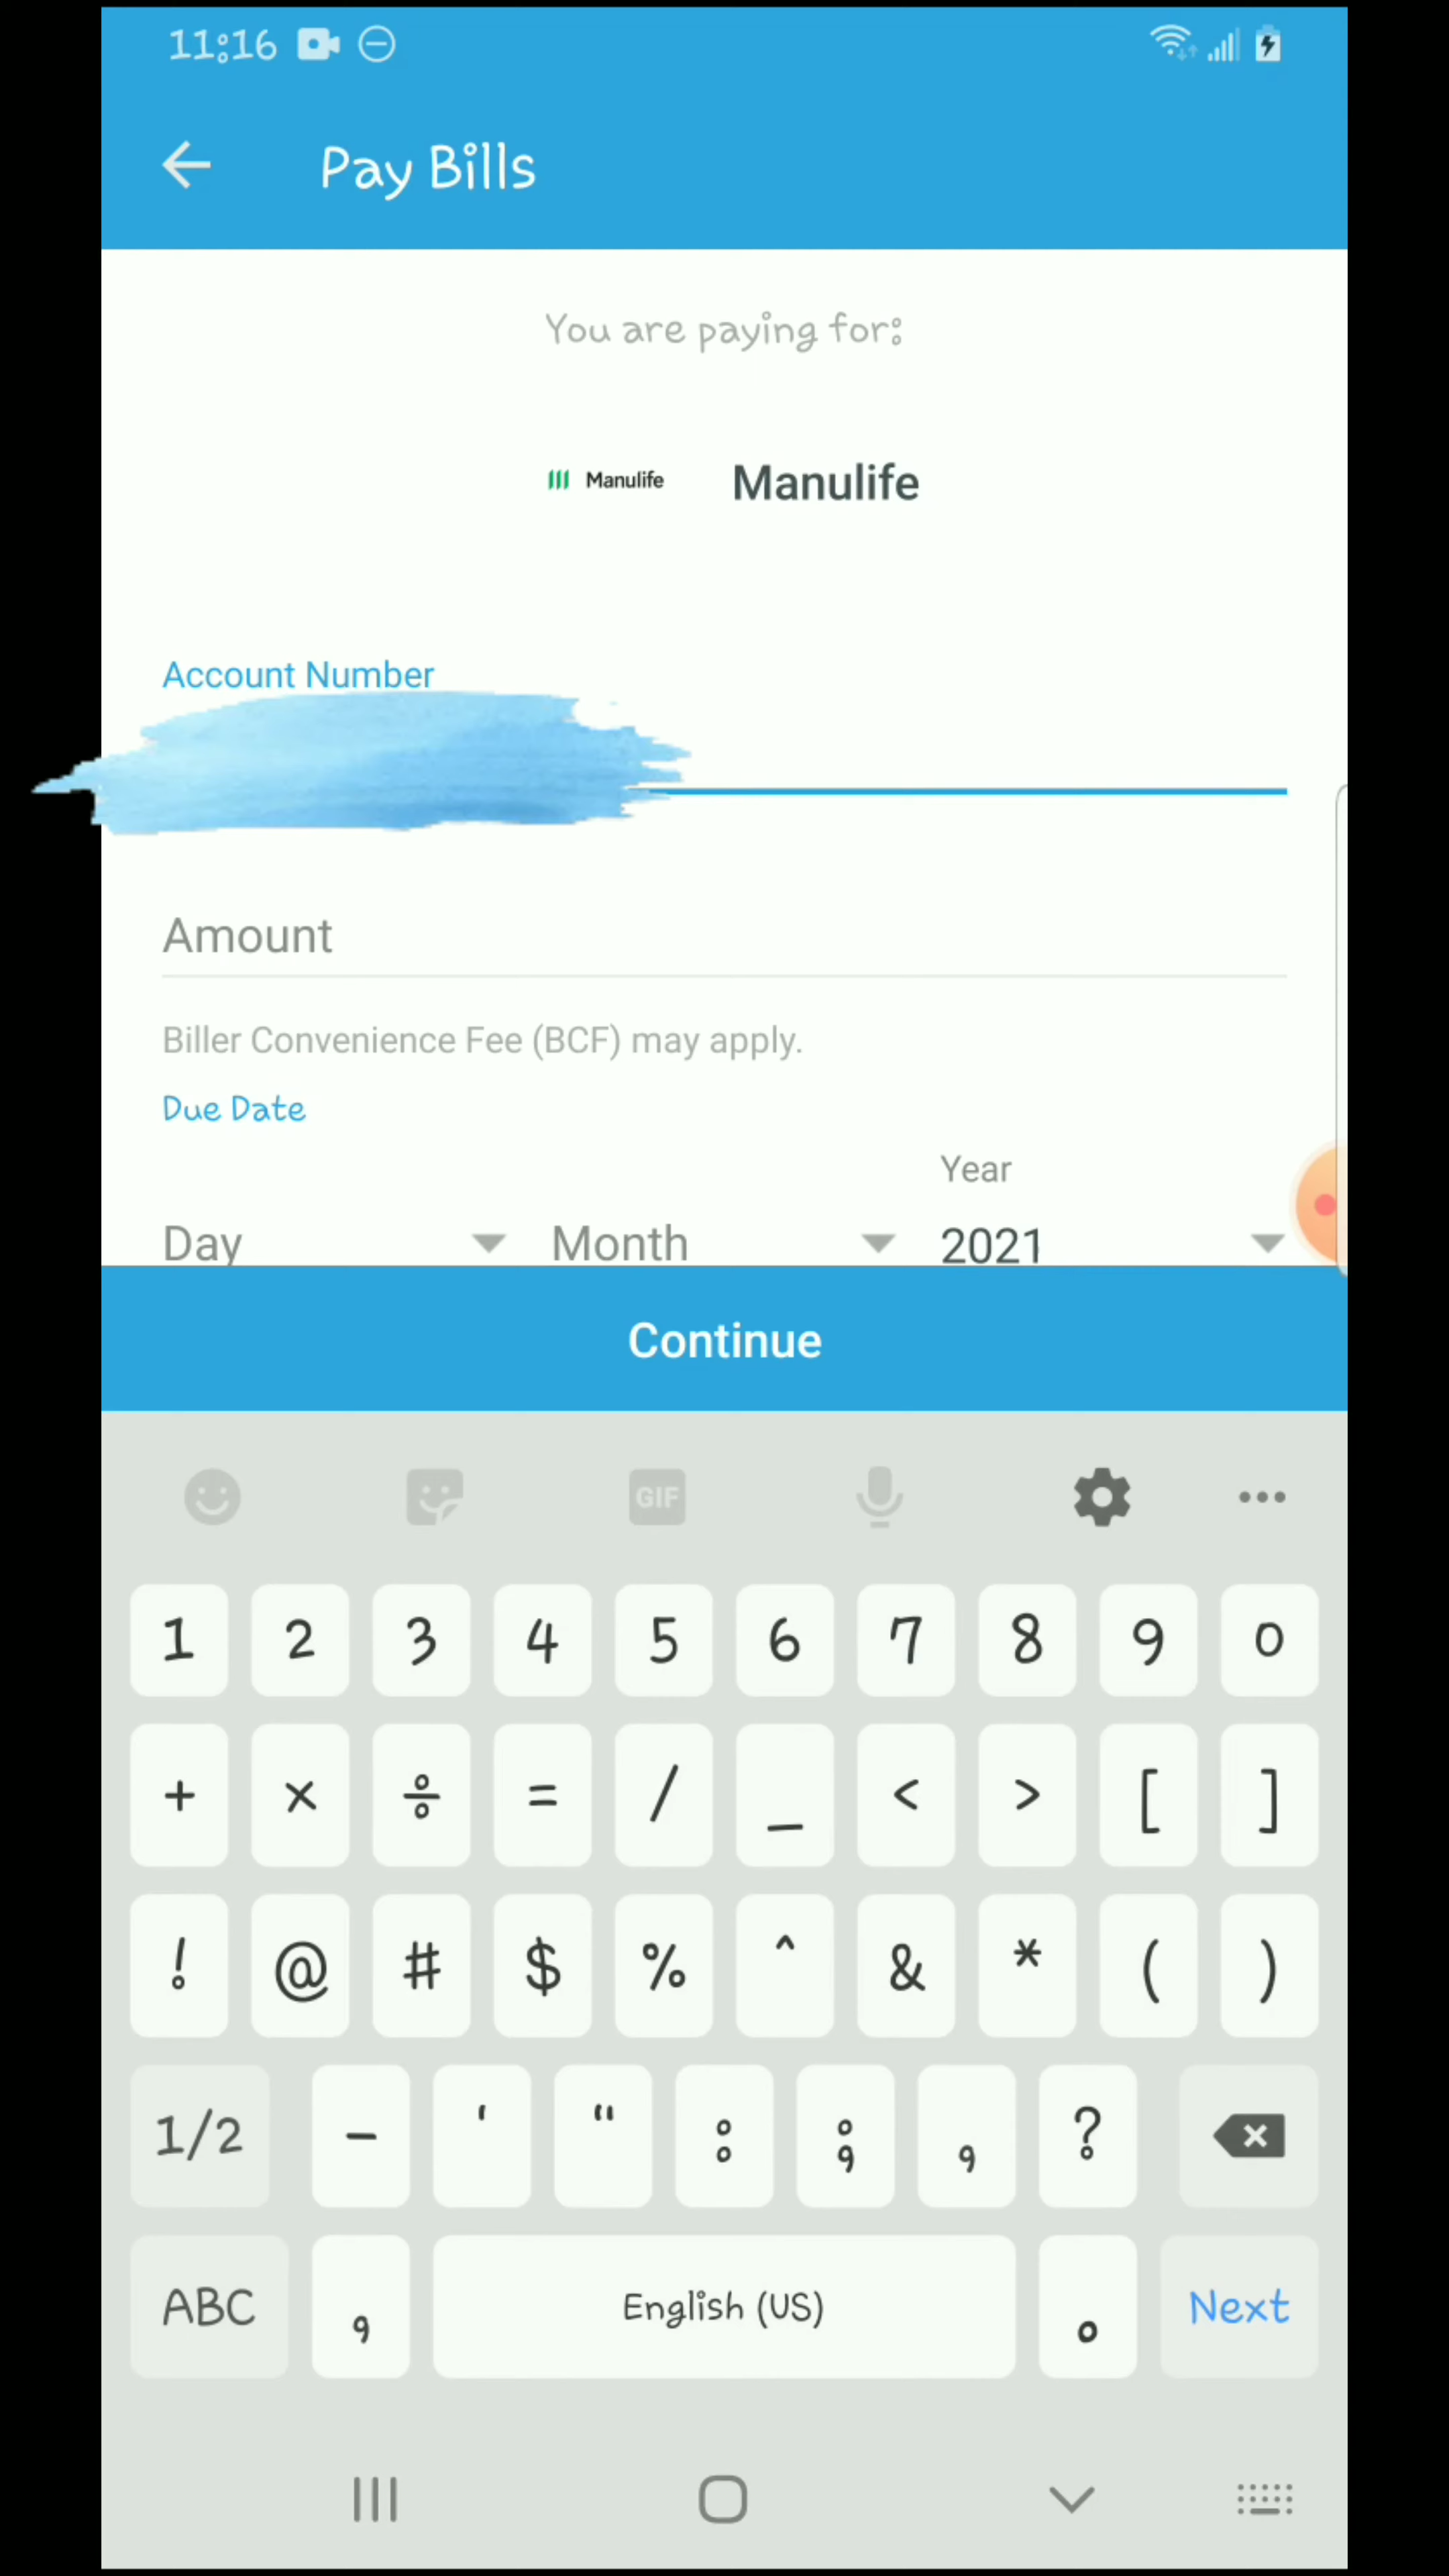 11:16
Pay Bills
You are paying for:
Manulife Manulife
Account Number
Amount
Biller Convenience Fee (BCF) may apply.
Due Date
Year
Day Month 2021
Continue
GIF
1 2 3 4 5 6 7 8 9 0
+ × ÷ = / _ < > [ ]
! @ # $ % ^ & * ( )
1/2 - ' " : ; , ?
ABC , English (US) . Next